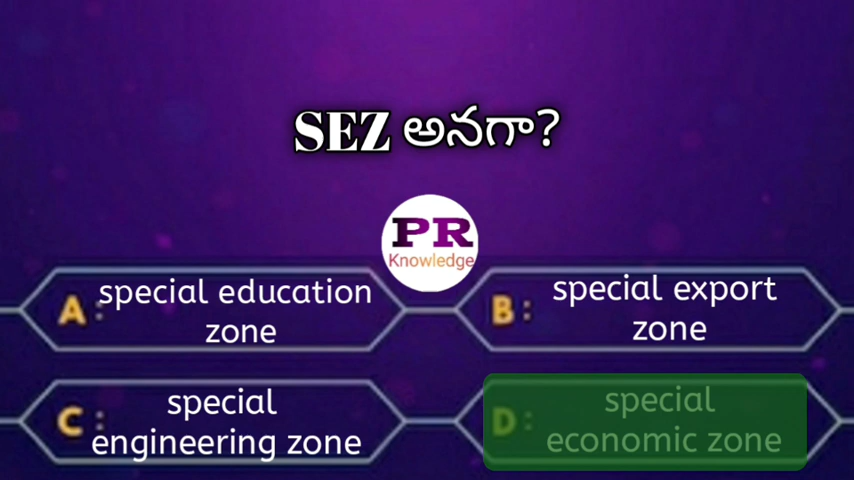 SEZ అనగా?
PR
Knowledge
A: special education
zone
B: special export
zone
C: special
engineering zone
D: special
economic zone